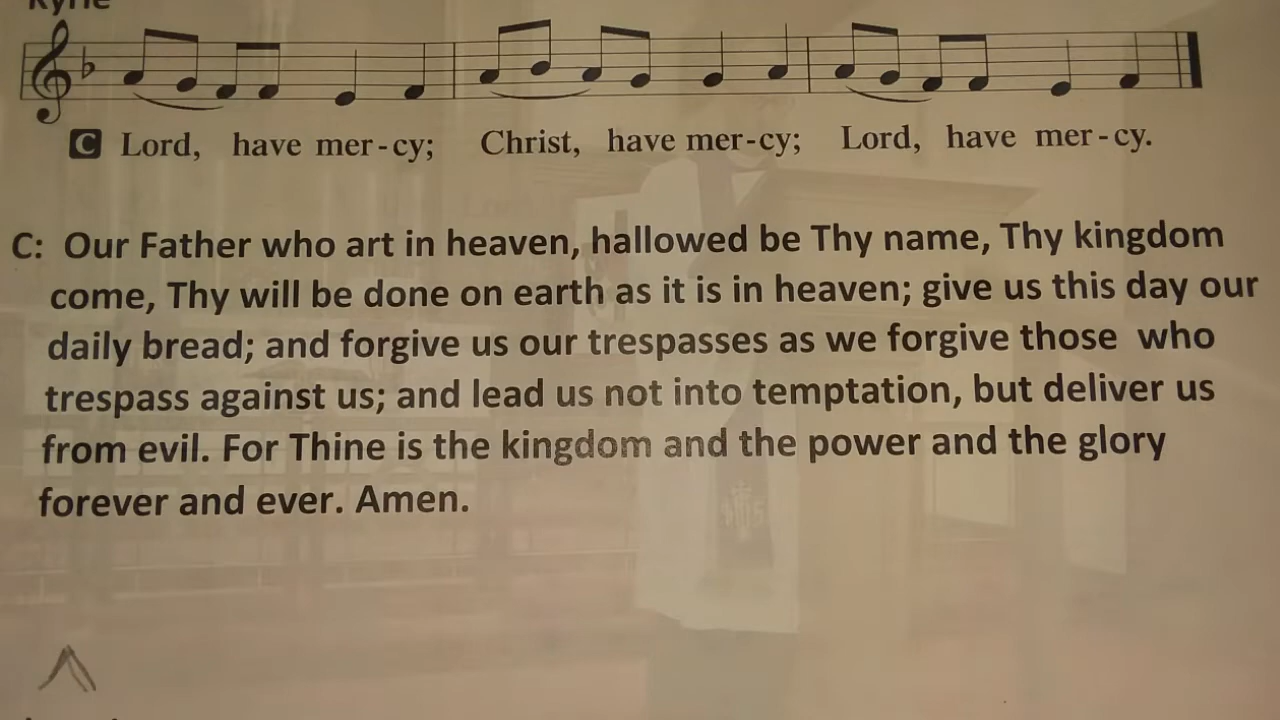 Kyrie
C Lord, have mer-cy; Christ, have mer-cy; Lord, have mer-cy.
C: Our Father who art in heaven, hallowed be Thy name, Thy kingdom
come, Thy will be done on earth as it is in heaven; give us this day our
daily bread; and forgive us our trespasses as we forgive those who
trespass against us; and lead us not into temptation, but deliver us
from evil. For Thine is the kingdom and the power and the glory
forever and ever. Amen.
IHS